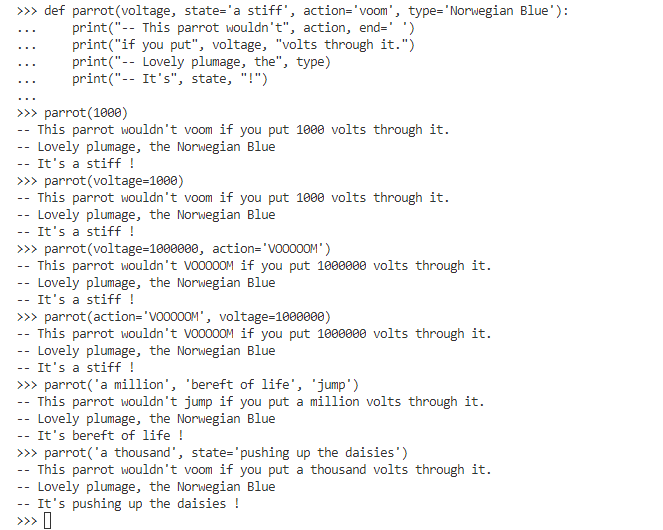 >>> def parrot(voltage, state='a stiff', action='voom', type='Norwegian Blue'):
...     print("-- This parrot wouldn't", action, end=' ')
...     print("if you put", voltage, "volts through it.")
...     print("-- Lovely plumage, the", type)
...     print("-- It's", state, "!")
...
>>> parrot(1000)
-- This parrot wouldn't voom if you put 1000 volts through it.
-- Lovely plumage, the Norwegian Blue
-- It's a stiff !
>>> parrot(voltage=1000)
-- This parrot wouldn't voom if you put 1000 volts through it.
-- Lovely plumage, the Norwegian Blue
-- It's a stiff !
>>> parrot(voltage=1000000, action='VOOOOOM')
-- This parrot wouldn't VOOOOOM if you put 1000000 volts through it.
-- Lovely plumage, the Norwegian Blue
-- It's a stiff !
>>> parrot(action='VOOOOOM', voltage=1000000)
-- This parrot wouldn't VOOOOOM if you put 1000000 volts through it.
-- Lovely plumage, the Norwegian Blue
-- It's a stiff !
>>> parrot('a million', 'bereft of life', 'jump')
-- This parrot wouldn't jump if you put a million volts through it.
-- Lovely plumage, the Norwegian Blue
-- It's bereft of life !
>>> parrot('a thousand', state='pushing up the daisies')
-- This parrot wouldn't voom if you put a thousand volts through it.
-- Lovely plumage, the Norwegian Blue
-- It's pushing up the daisies !
>>>